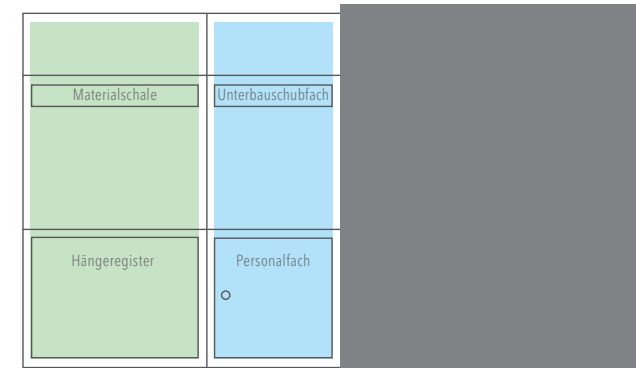 Materialschale
Unterbauschubfach
Hängeregister
Personalfach